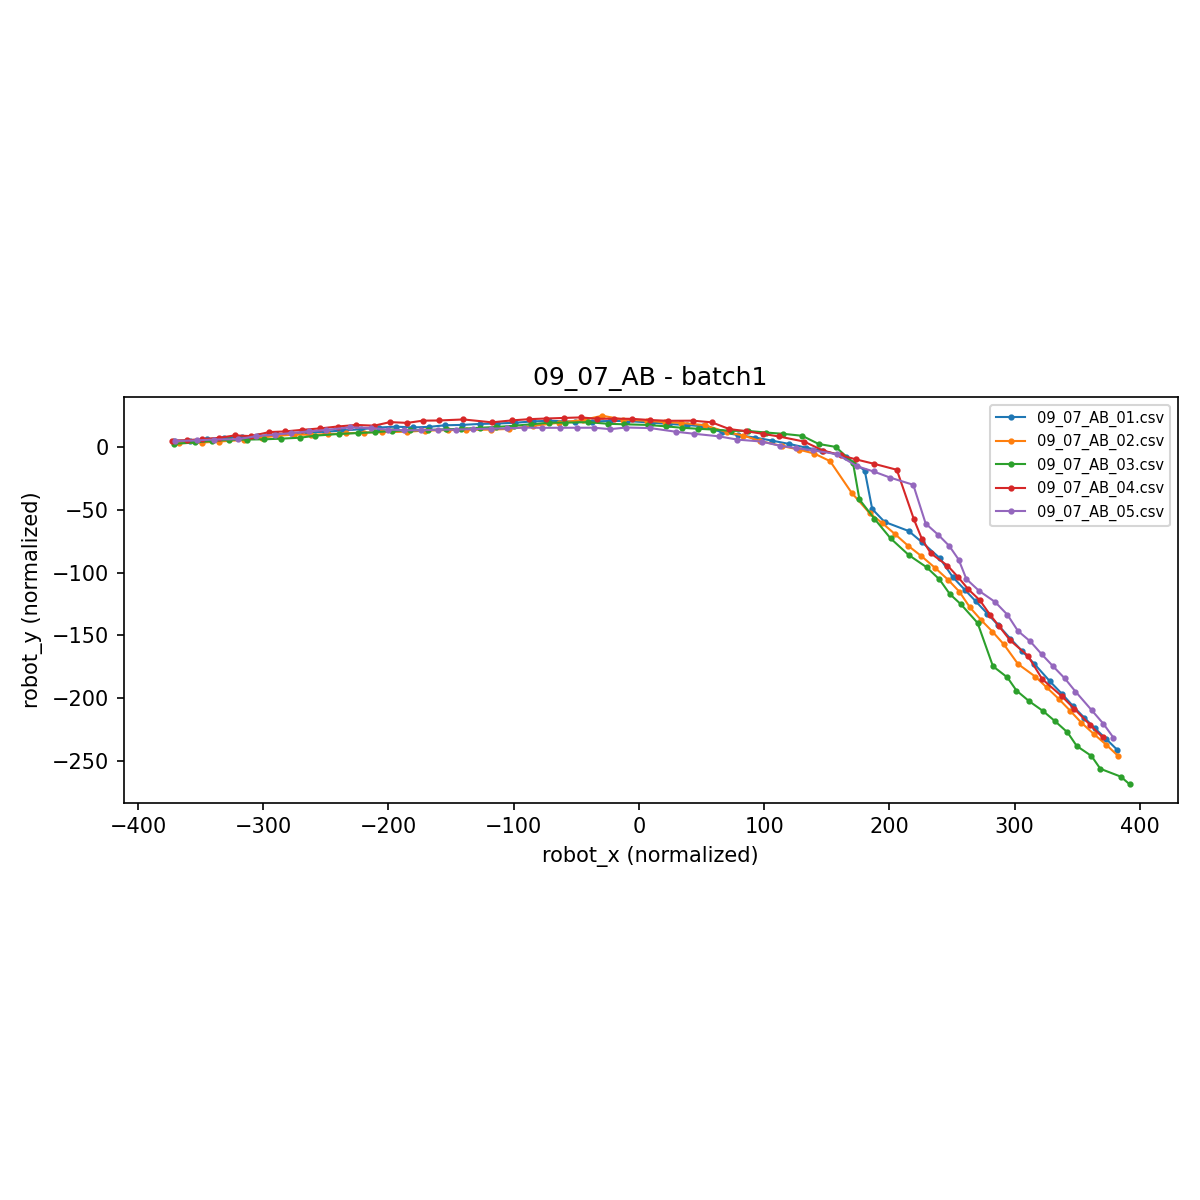 09_07_AB - batch1
09_07_AB_01.csv
09_07_AB_02.csv
09_07_AB_03.csv
09_07_AB_04.csv
09_07_AB_05.csv
robot_y (normalized)
0
−50
−100
−150
−200
−250
−400
−300
−200
−100
0
100
200
300
400
robot_x (normalized)